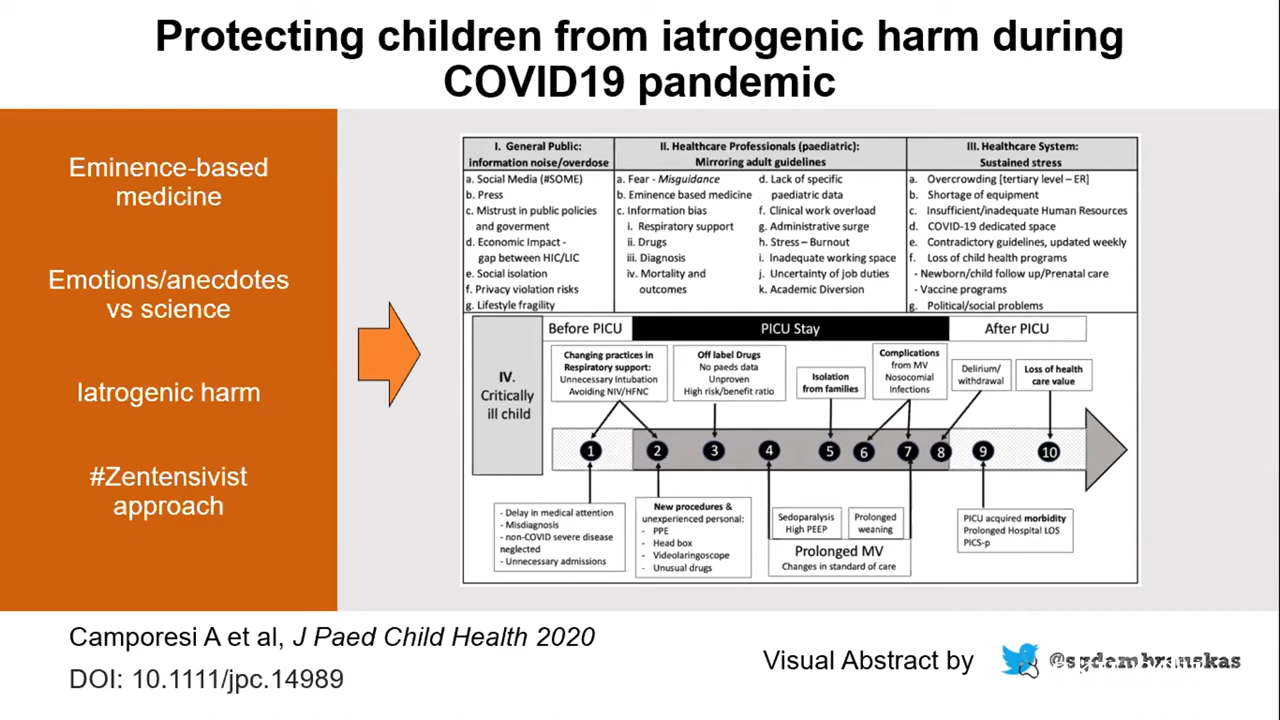 Protecting children from iatrogenic harm during
COVID19 pandemic
Eminence-based
medicine
Emotions/anecdotes
vs science
Iatrogenic harm
#Zentensivist
approach
I. General Public:
information noise/overdose
a. Social Media (#SOME)
b. Press
c. Mistrust in public policies
and goverment
d. Economic Impact -
gap between HIC/LIC
e. Social isolation
f. Privacy violation risks
g. Lifestyle fragility
II. Healthcare Professionals (paediatric):
Mirroring adult guidelines
a. Fear - Misguidance
b. Eminence based medicine
c. Information bias
i. Respiratory support
ii. Drugs
iii. Diagnosis
iv. Mortality and
outcomes
d. Lack of specific
paediatric data
f. Clinical work overload
g. Administrative surge
h. Stress – Burnout
i. Inadequate working space
j. Uncertainty of job duties
k. Academic Diversion
III. Healthcare System:
Sustained stress
a. Overcrowding [tertiary level – ER]
b. Shortage of equipment
c. Insufficient/inadequate Human Resources
d. COVID-19 dedicated space
e. Contradictory guidelines, updated weekly
f. Loss of child health programs
- Newborn/child follow up/Prenatal care
- Vaccine programs
g. Political/social problems
IV.
Critically
ill child
Before PICU
PICU Stay
After PICU
Changing practices in
Respiratory support:
Unnecessary Intubation
Avoiding NIV/HFNC
Off label Drugs
No paeds data
Unproven
High risk/benefit ratio
Isolation
from families
Complications
from MV
Nosocomial
Infections
Delirium/
withdrawal
Loss of health
care value
1 2 3 4 5 6 7 8 9 10
- Delay in medical attention
- Misdiagnosis
- non-COVID severe disease
neglected
- Unnecessary admissions
New procedures &
unexperienced personal:
- PPE
- Head box
- Videolaringoscope
- Unusual drugs
Sedoparalysis
High PEEP
Prolonged
weaning
Prolonged MV
Changes in standard of care
PICU acquired morbidity
Prolonged Hospital LOS
PICS-p
Camporesi A et al, J Paed Child Health 2020
DOI: 10.1111/jpc.14989
Visual Abstract by